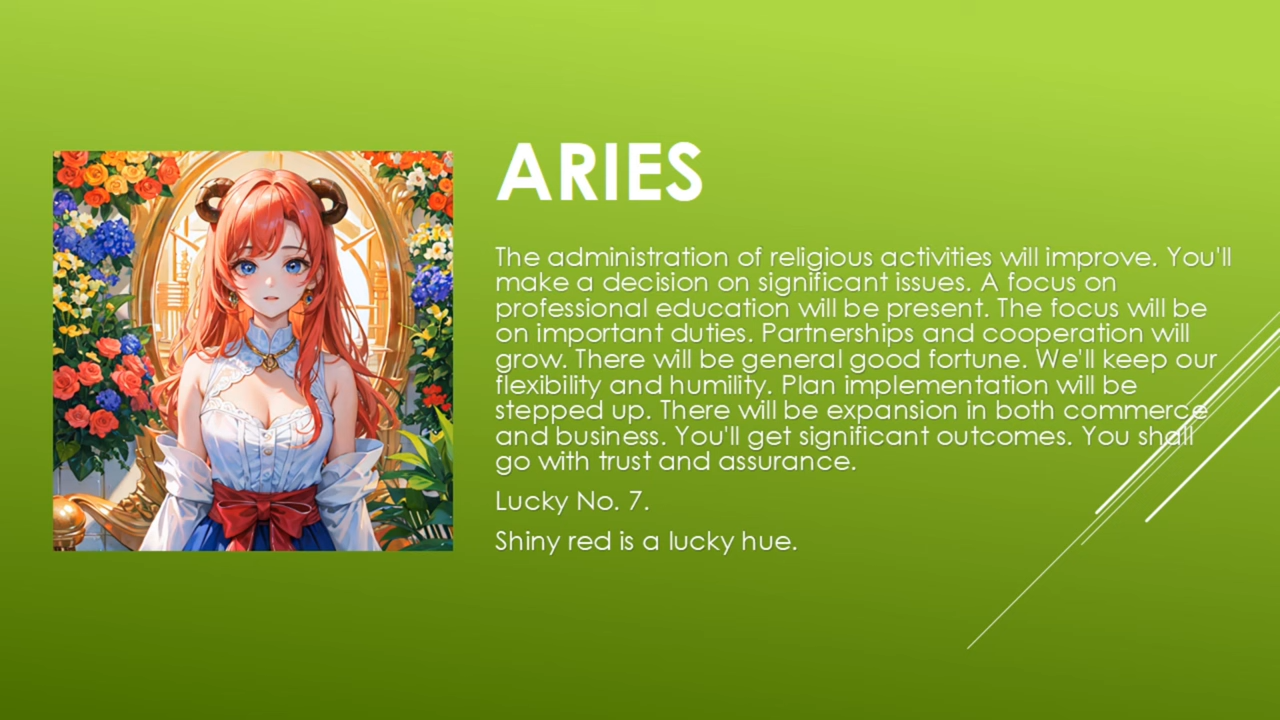 ARIES
The administration of religious activities will improve. You'll
make a decision on significant issues. A focus on
professional education will be present. The focus will be
on important duties. Partnerships and cooperation will
grow. There will be general good fortune. We'll keep our
flexibility and humility. Plan implementation will be
stepped up. There will be expansion in both commerce
and business. You'll get significant outcomes. You shall
go with trust and assurance.
Lucky No. 7.
Shiny red is a lucky hue.